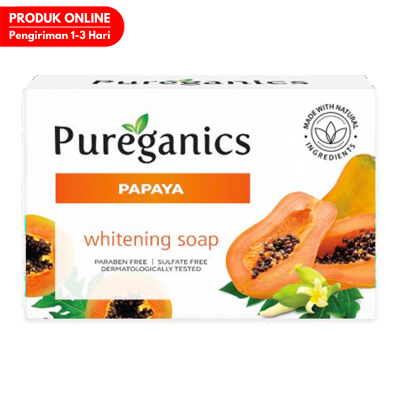 PRODUK ONLINE
Pengiriman 1-3 Hari
MADE WITH NATURAL
INGREDIENTS
Pureganics
PAPAYA
whitening soap
PARABEN FREE | SULFATE FREE
DERMATOLOGICALLY TESTED